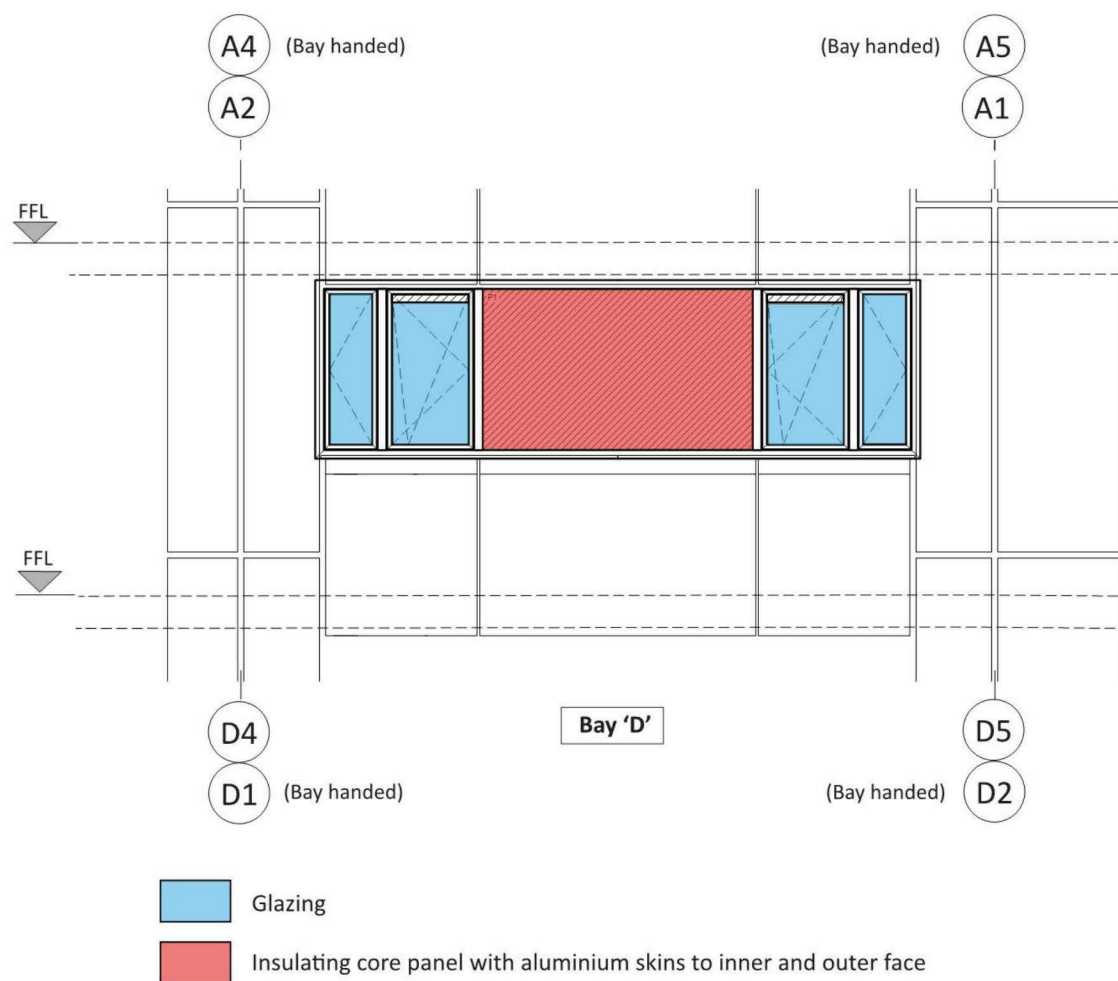 A4 (Bay handed)
(Bay handed) A5
A2
A1
FFL
P1
FFL
D4
Bay ‘D’
D5
D1 (Bay handed)
(Bay handed) D2
Glazing
Insulating core panel with aluminium skins to inner and outer face